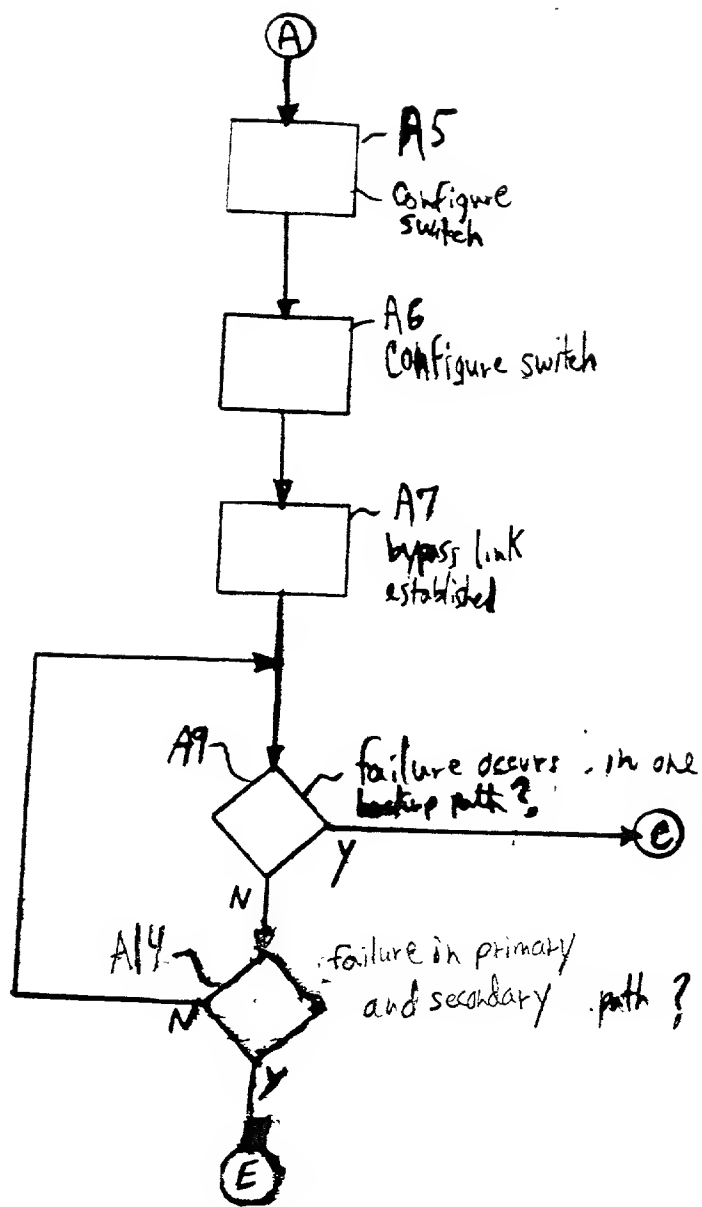 A
A5
configure
switch
A6
Configure switch
A7
bypass link
established
A9
failure occurs in one
backup path?
Y
C
N
A14
failure in primary
and secondary path?
N
Y
E